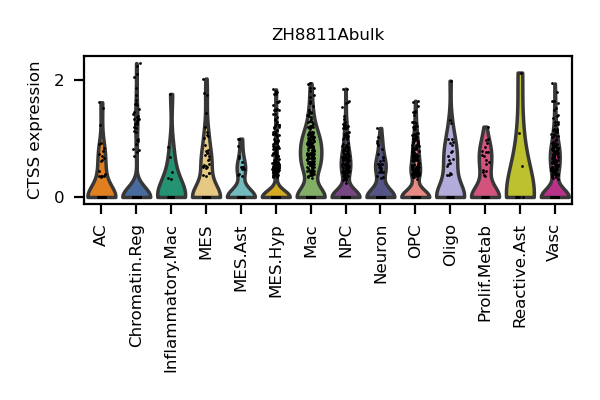 ZH8811Abulk
CTSS expression
2
0
AC
Chromatin.Reg
Inflammatory.Mac
MES
MES.Ast
MES.Hyp
Mac
NPC
Neuron
OPC
Oligo
Prolif.Metab
Reactive.Ast
Vasc